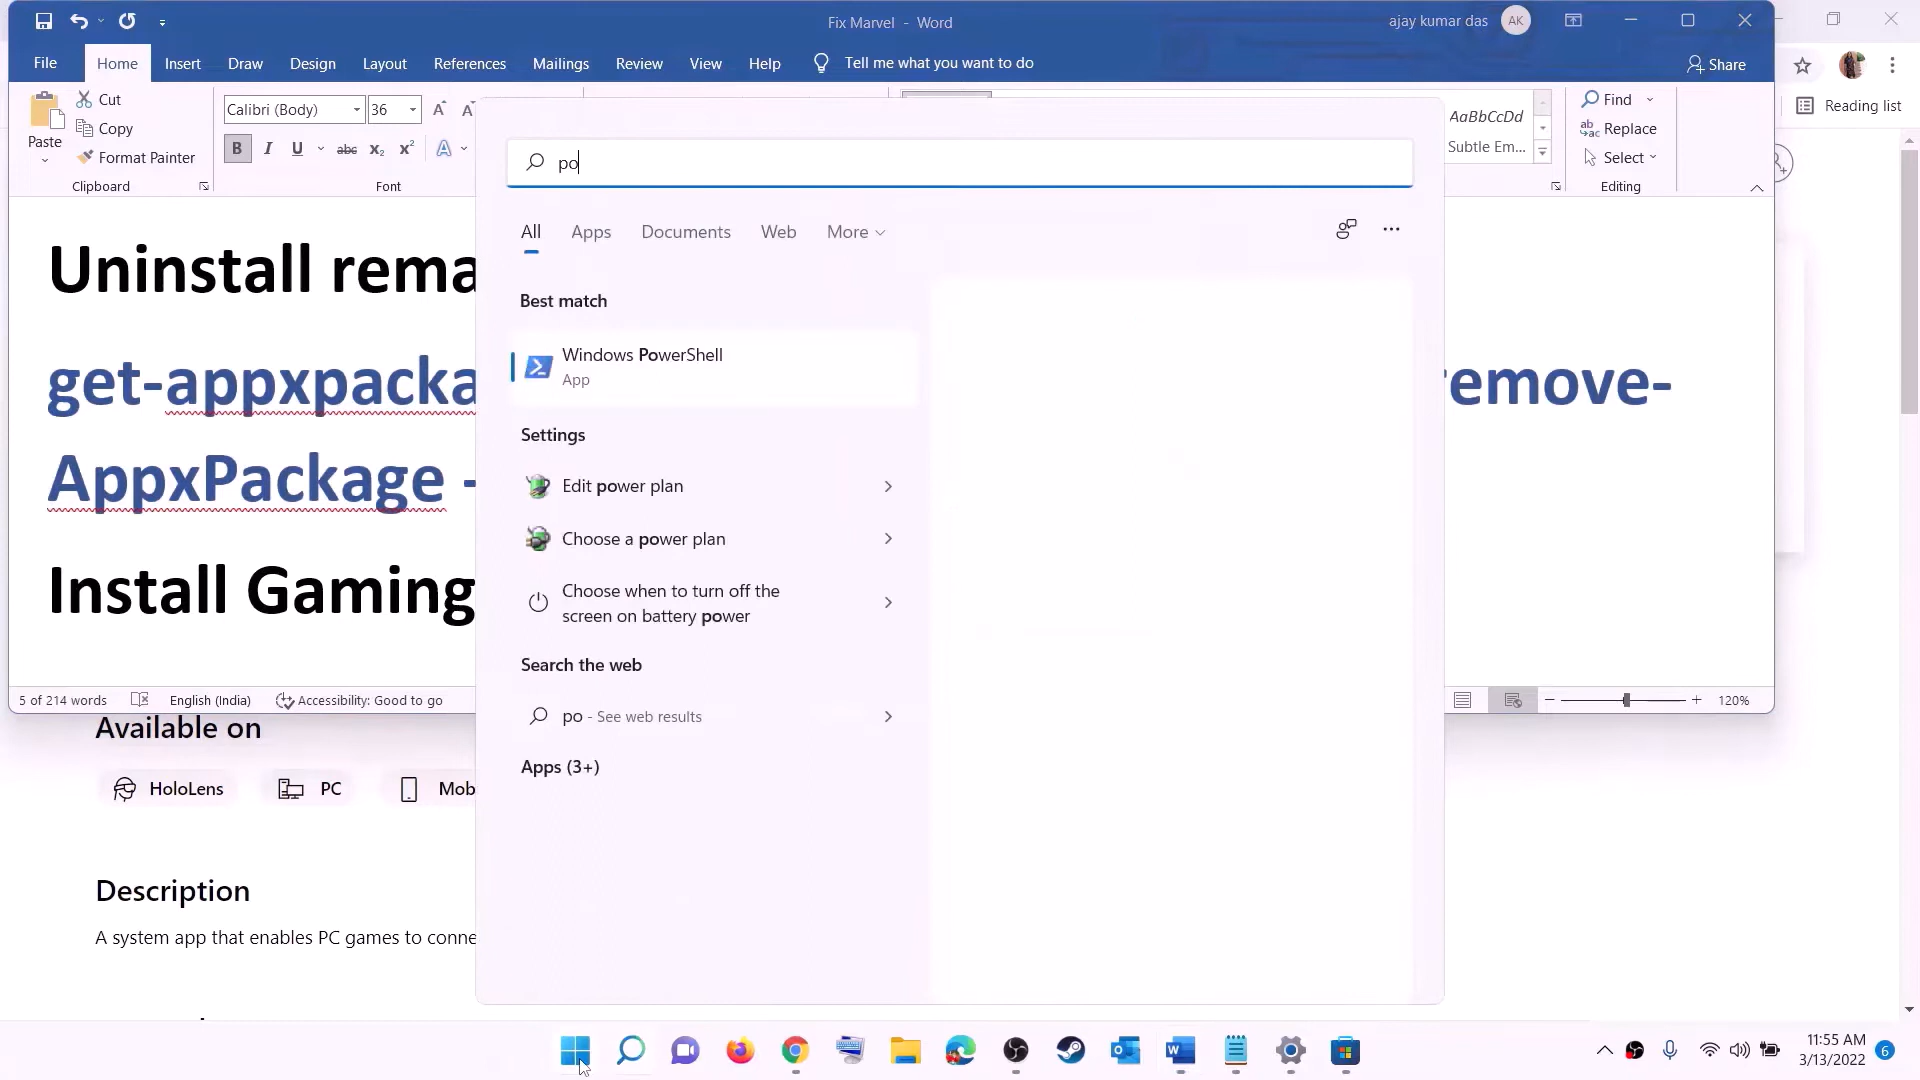 Fix Marvel - Word
ajay kumar das
AK
File
Home
Insert
Draw
Design
Layout
References
Mailings
Review
View
Help
Tell me what you want to do
Share
Paste
Cut
Copy
Format Painter
Clipboard
Calibri (Body)
36
B
I
U
abc
Font
AaBbCcDd
Subtle Em...
Find
Replace
Select
Editing
Reading list
po
All
Apps
Documents
Web
More
Best match
Windows PowerShell
App
Settings
Edit power plan
Choose a power plan
Choose when to turn off the
screen on battery power
Search the web
po - See web results
Apps (3+)
Uninstall rema
get-appxpacka
remove-
AppxPackage -
Install Gaming
5 of 214 words
English (India)
Accessibility: Good to go
120%
Available on
HoloLens
PC
Mob
Description
A system app that enables PC games to conne
11:55 AM
3/13/2022
6